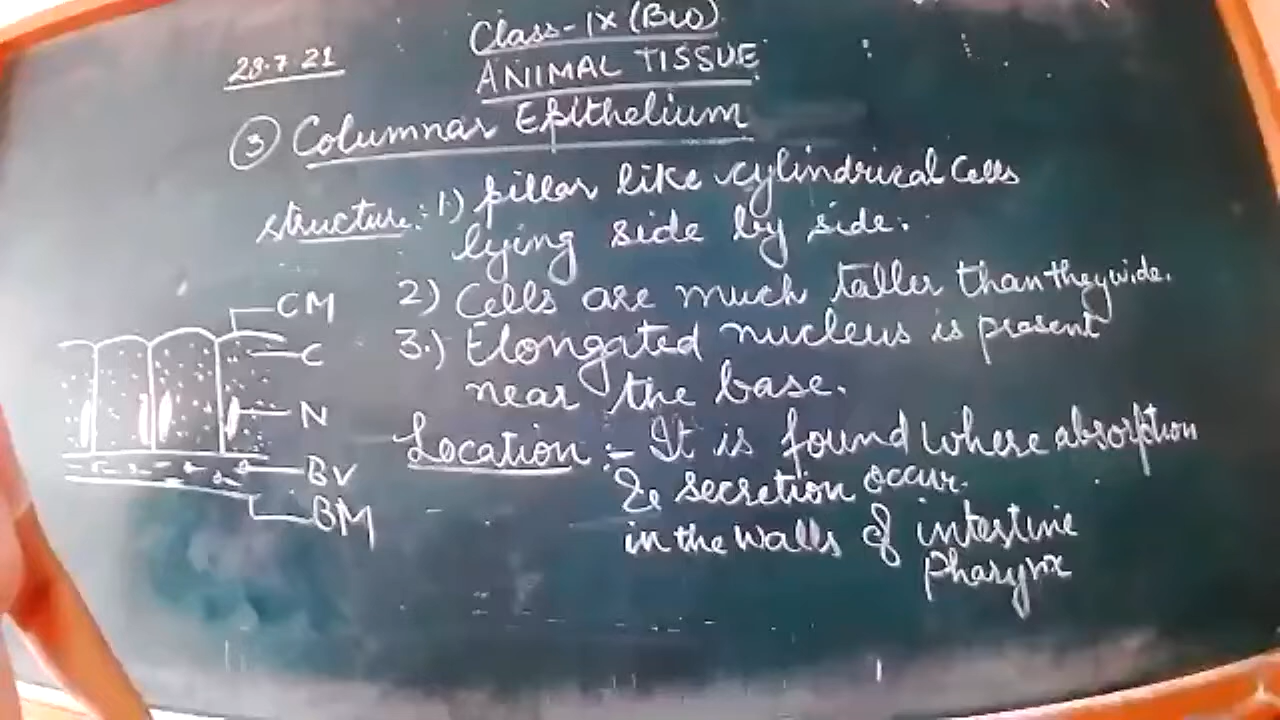 Class-IX (Bio)
28.7.21
ANIMAL TISSUE
③ Columnar Epithelium
Structure:- 1.) pillar like cylindrical cells
lying side by side.
2) Cells are much taller than they wide.
3.) Elongated nucleus is present
near the base.
Location :- It is found where absorption
& secretion occur.
in the walls of intestine
Pharynx
CM
C
N
BV
BM